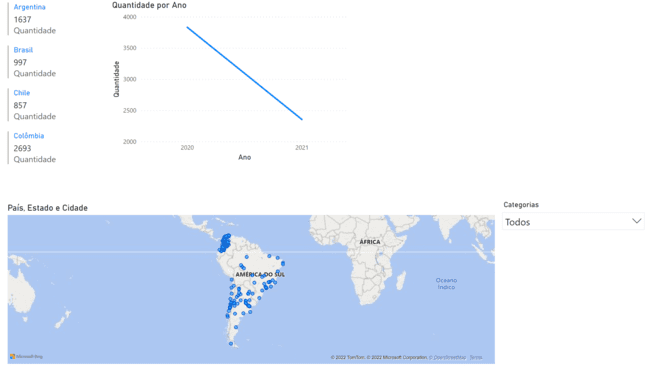 Argentina
1637
Quantidade
Brasil
997
Quantidade
Chile
857
Quantidade
Colômbia
2693
Quantidade
Quantidade por Ano
4000
3500
3000
2500
2000
Quantidade
2020
2021
Ano
País, Estado e Cidade
ÁFRICA
AMÉRICA DO SUL
Oceano
Índico
Microsoft Bing
© 2022 TomTom, © 2022 Microsoft Corporation, © OpenStreetMap
Categorias
Todos